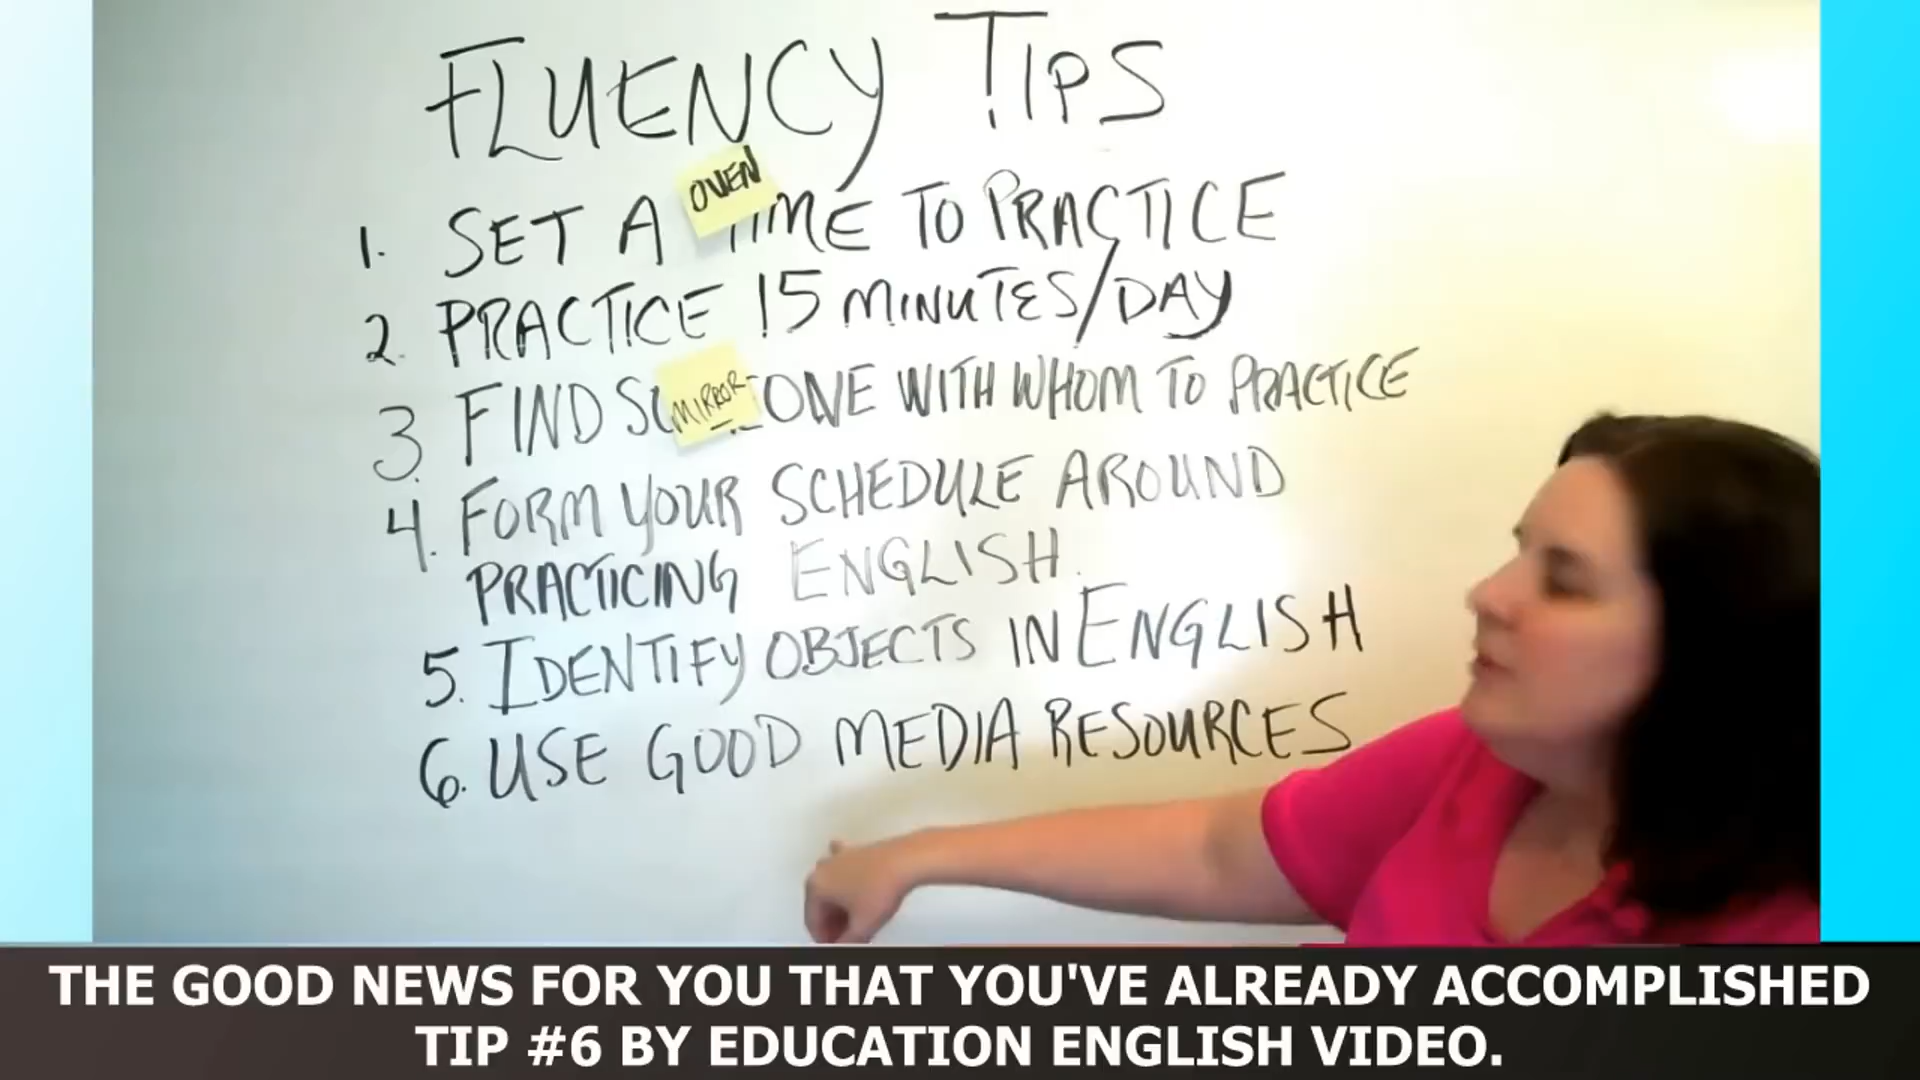 FLUENCY TIPS
OVEN
1. SET A TIME TO PRACTICE
2. PRACTICE 15 MINUTES/DAY
MIRROR
3. FIND SOMEONE WITH WHOM TO PRACTICE
4. FORM YOUR SCHEDULE AROUND
PRACTICING ENGLISH.
5. IDENTIFY OBJECTS IN ENGLISH
6. USE GOOD MEDIA RESOURCES
THE GOOD NEWS FOR YOU THAT YOU'VE ALREADY ACCOMPLISHED
TIP #6 BY EDUCATION ENGLISH VIDEO.